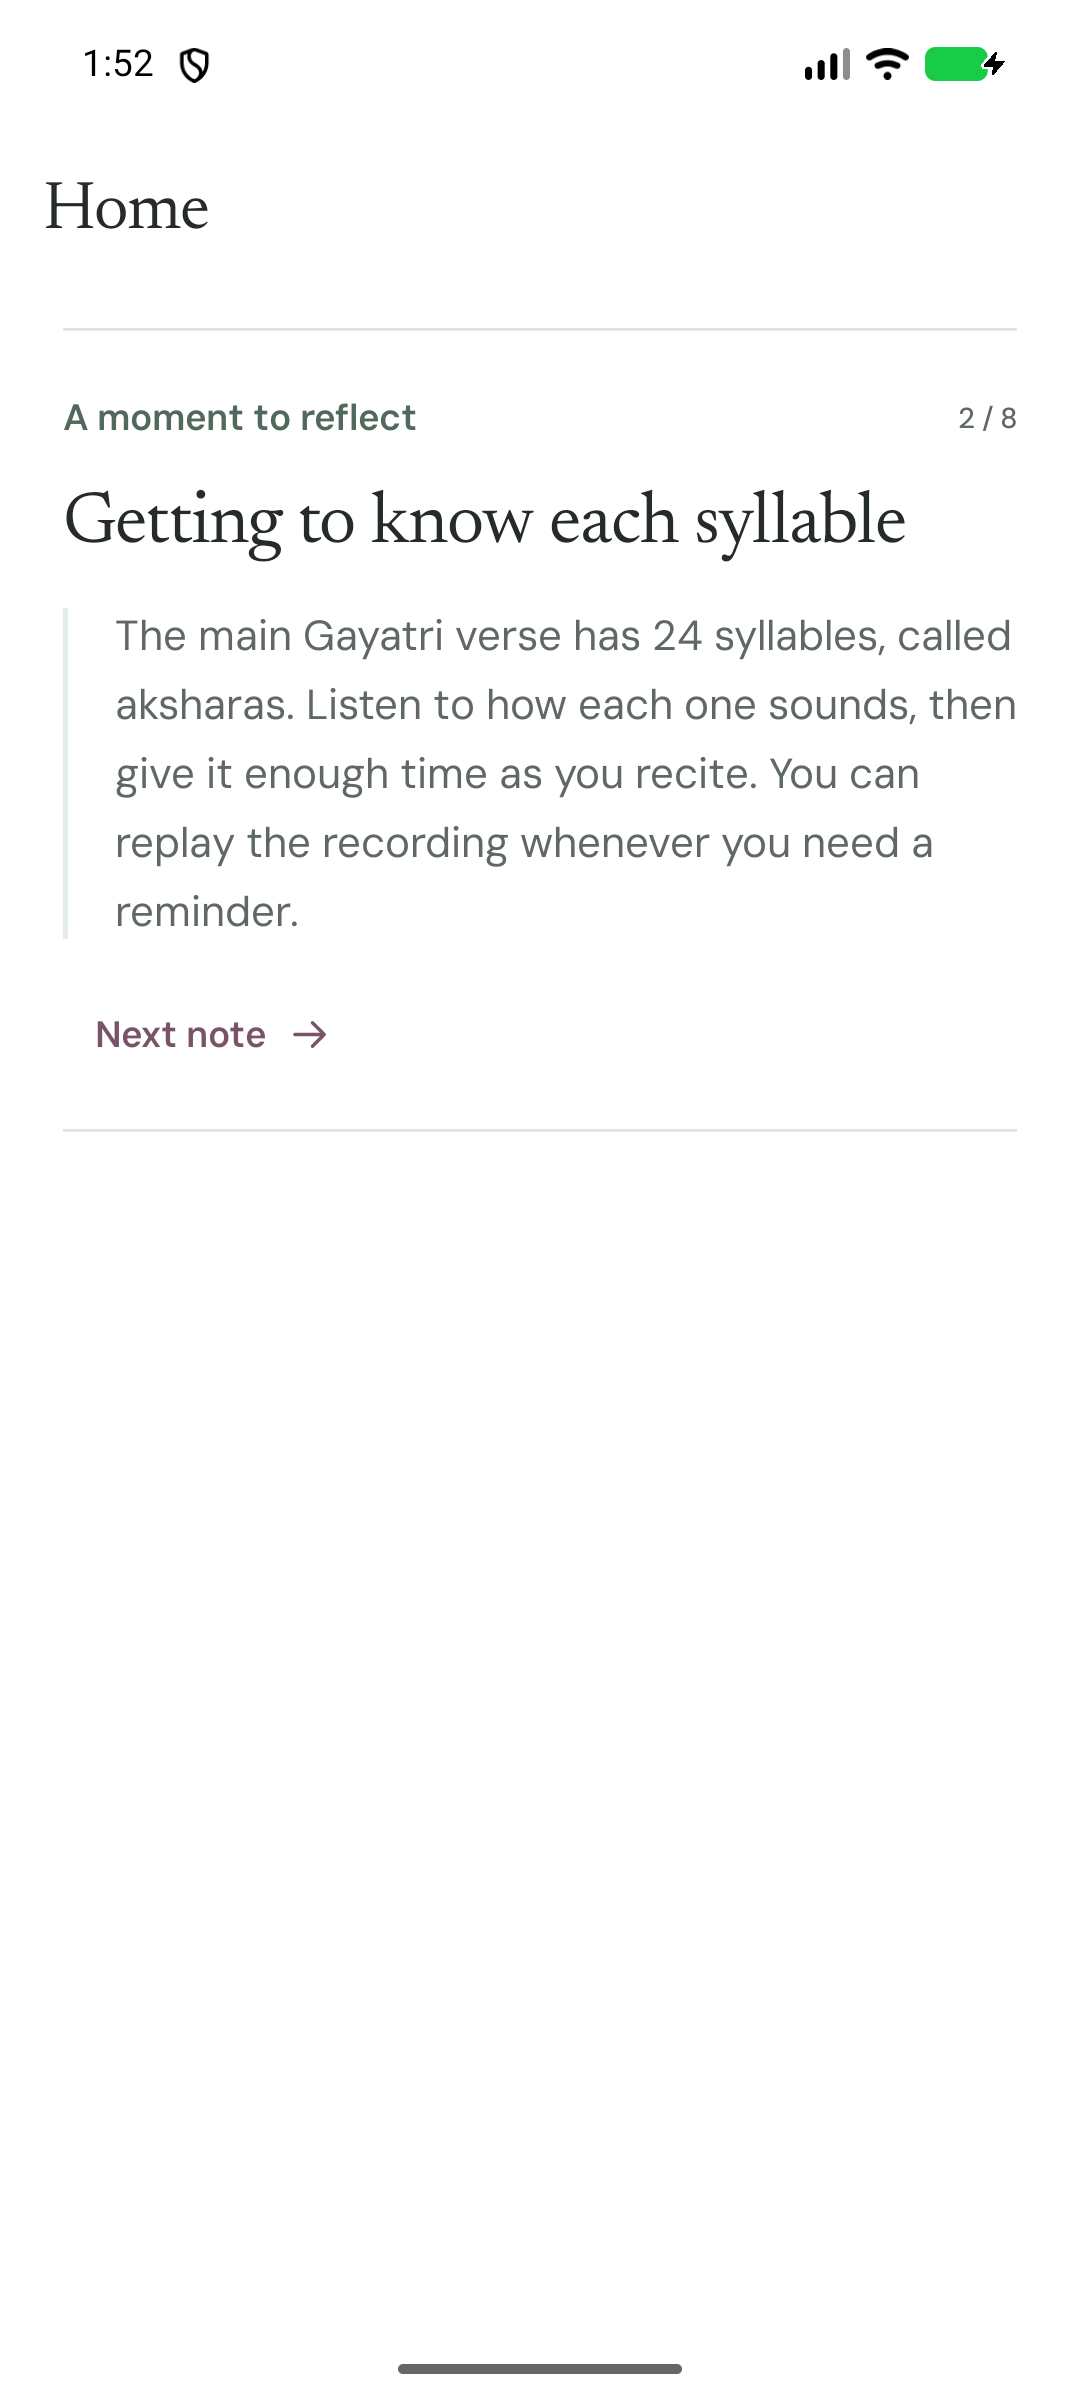 1:52
Home
A moment to reflect
2 / 8
Getting to know each syllable
The main Gayatri verse has 24 syllables, called
aksharas. Listen to how each one sounds, then
give it enough time as you recite. You can
replay the recording whenever you need a
reminder.
Next note →